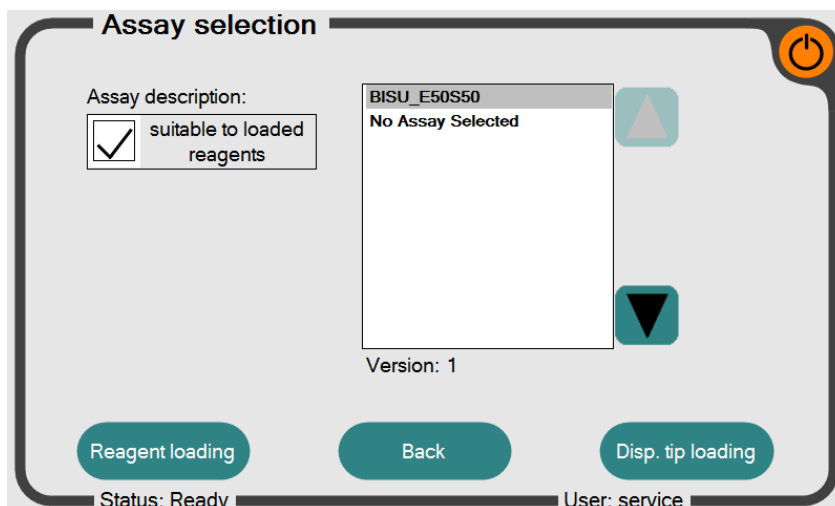 Assay selection
Assay description:
suitable to loaded
reagents
BISU_E50S50
No Assay Selected
Version: 1
Reagent loading
Back
Disp. tip loading
Status: Ready
User: service